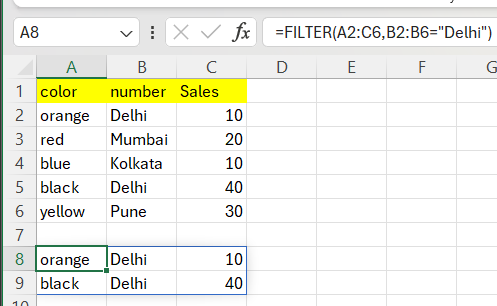 A8 fx =FILTER(A2:C6,B2:B6="Delhi")
A B C D E F G
1 color number Sales
2 orange Delhi 10
3 red Mumbai 20
4 blue Kolkata 10
5 black Delhi 40
6 yellow Pune 30
7
8 orange Delhi 10
9 black Delhi 40
10